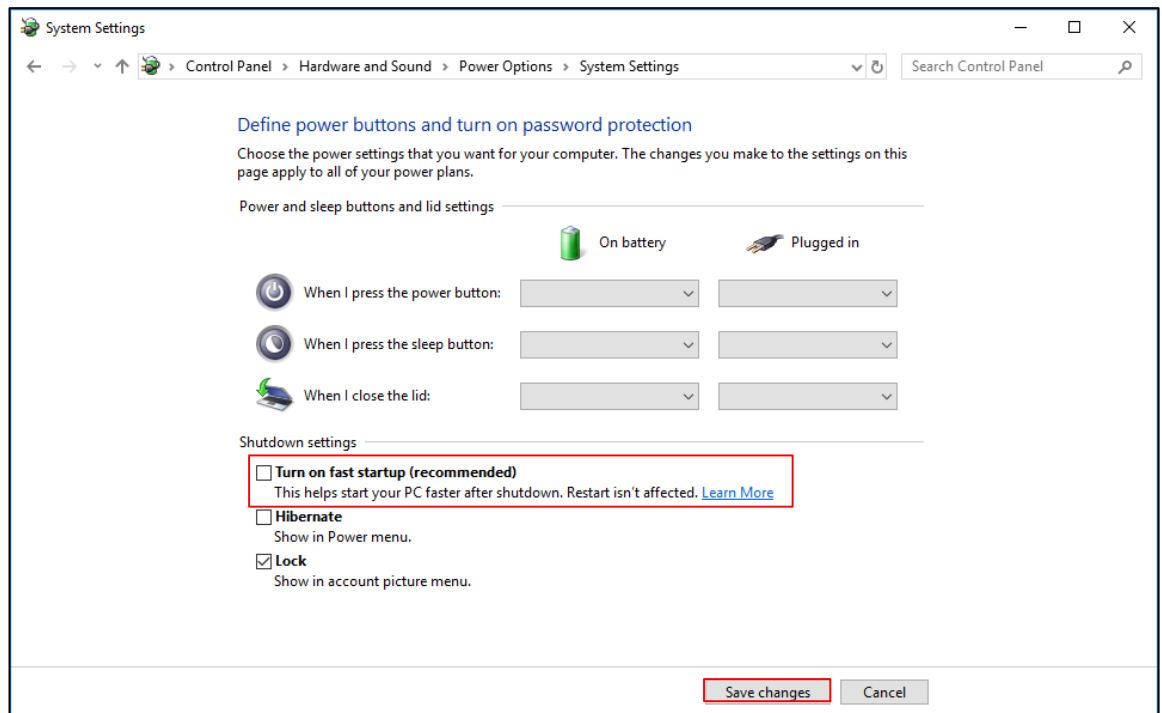 System Settings
Control Panel > Hardware and Sound > Power Options > System Settings
Search Control Panel
Define power buttons and turn on password protection
Choose the power settings that you want for your computer. The changes you make to the settings on this
page apply to all of your power plans.
Power and sleep buttons and lid settings
On battery
Plugged in
When I press the power button:
When I press the sleep button:
When I close the lid:
Shutdown settings
Turn on fast startup (recommended)
This helps start your PC faster after shutdown. Restart isn't affected. Learn More
Hibernate
Show in Power menu.
Lock
Show in account picture menu.
Save changes
Cancel